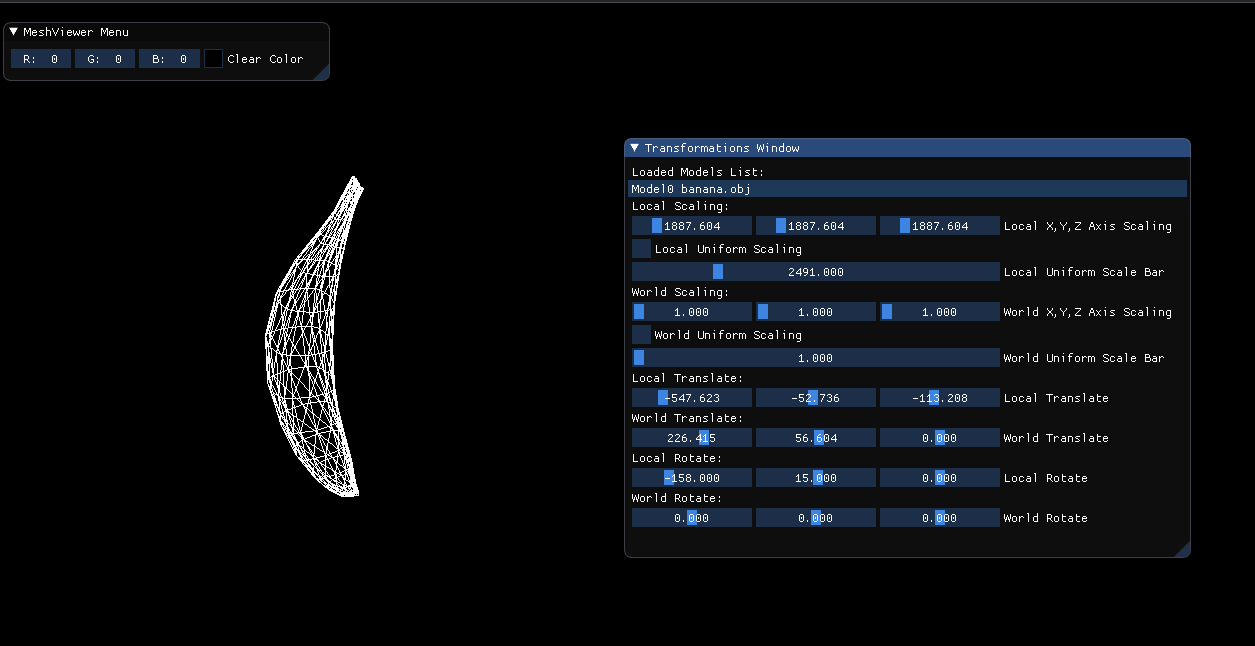 MeshViewer Menu
R: 0 G: 0 B: 0 Clear Color
Transformations Window
Loaded Models List:
Model0 banana.obj
Local Scaling:
1887.604 1887.604 1887.604 Local X,Y,Z Axis Scaling
Local Uniform Scaling
2491.000 Local Uniform Scale Bar
World Scaling:
1.000 1.000 1.000 World X,Y,Z Axis Scaling
World Uniform Scaling
1.000 World Uniform Scale Bar
Local Translate:
-547.623 -52.736 -113.208 Local Translate
World Translate:
226.415 56.604 0.000 World Translate
Local Rotate:
-158.000 15.000 0.000 Local Rotate
World Rotate:
0.000 0.000 0.000 World Rotate